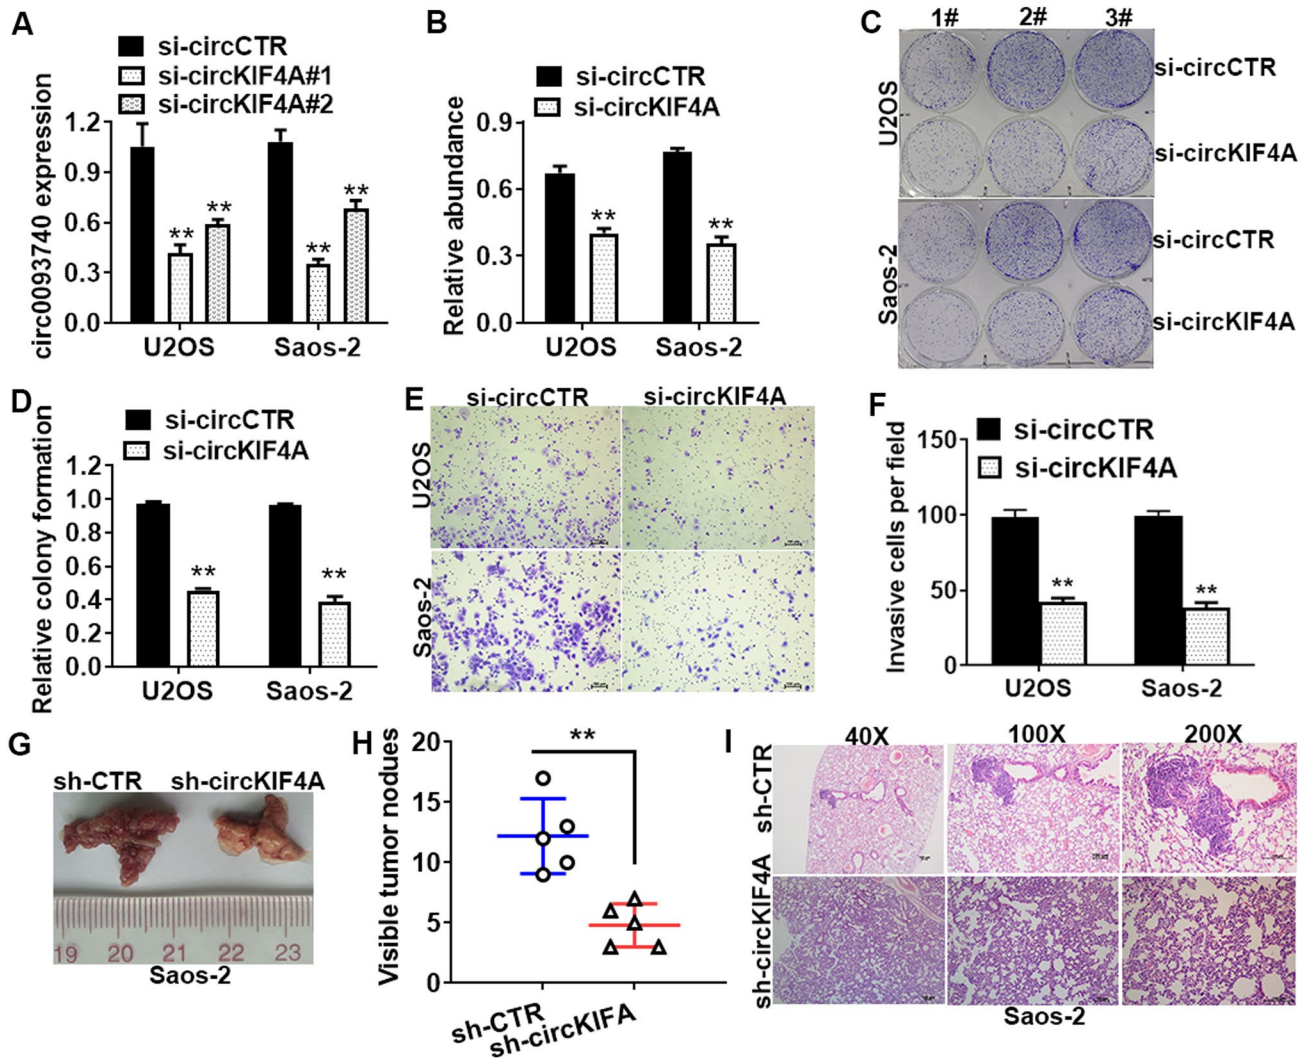 A
si-circCTR
si-circKIF4A#1
si-circKIF4A#2
circ0093740 expression
1.2
0.9
0.6
0.3
0.0
**
**
**
**
U2OS
Saos-2
B
si-circCTR
si-circKIF4A
Relative abundance
0.9
0.6
0.3
0.0
**
**
U2OS
Saos-2
C
1#
2#
3#
U2OS
si-circCTR
si-circKIF4A
Saos-2
si-circCTR
si-circKIF4A
D
si-circCTR
si-circKIF4A
Relative colony formation
1.2
1.0
0.8
0.6
0.4
0.2
0.0
**
**
U2OS
Saos-2
E
si-circCTR
si-circKIF4A
U2OS
Saos-2
F
si-circCTR
si-circKIF4A
Invasive cells per field
150
100
50
0
**
**
U2OS
Saos-2
G
sh-CTR
sh-circKIF4A
19
20
21
22
23
Saos-2
H
Visible tumor nodues
20
15
10
5
0
**
sh-CTR
sh-circKIFA
I
40X
100X
200X
sh-CTR
sh-circKIF4A
Saos-2